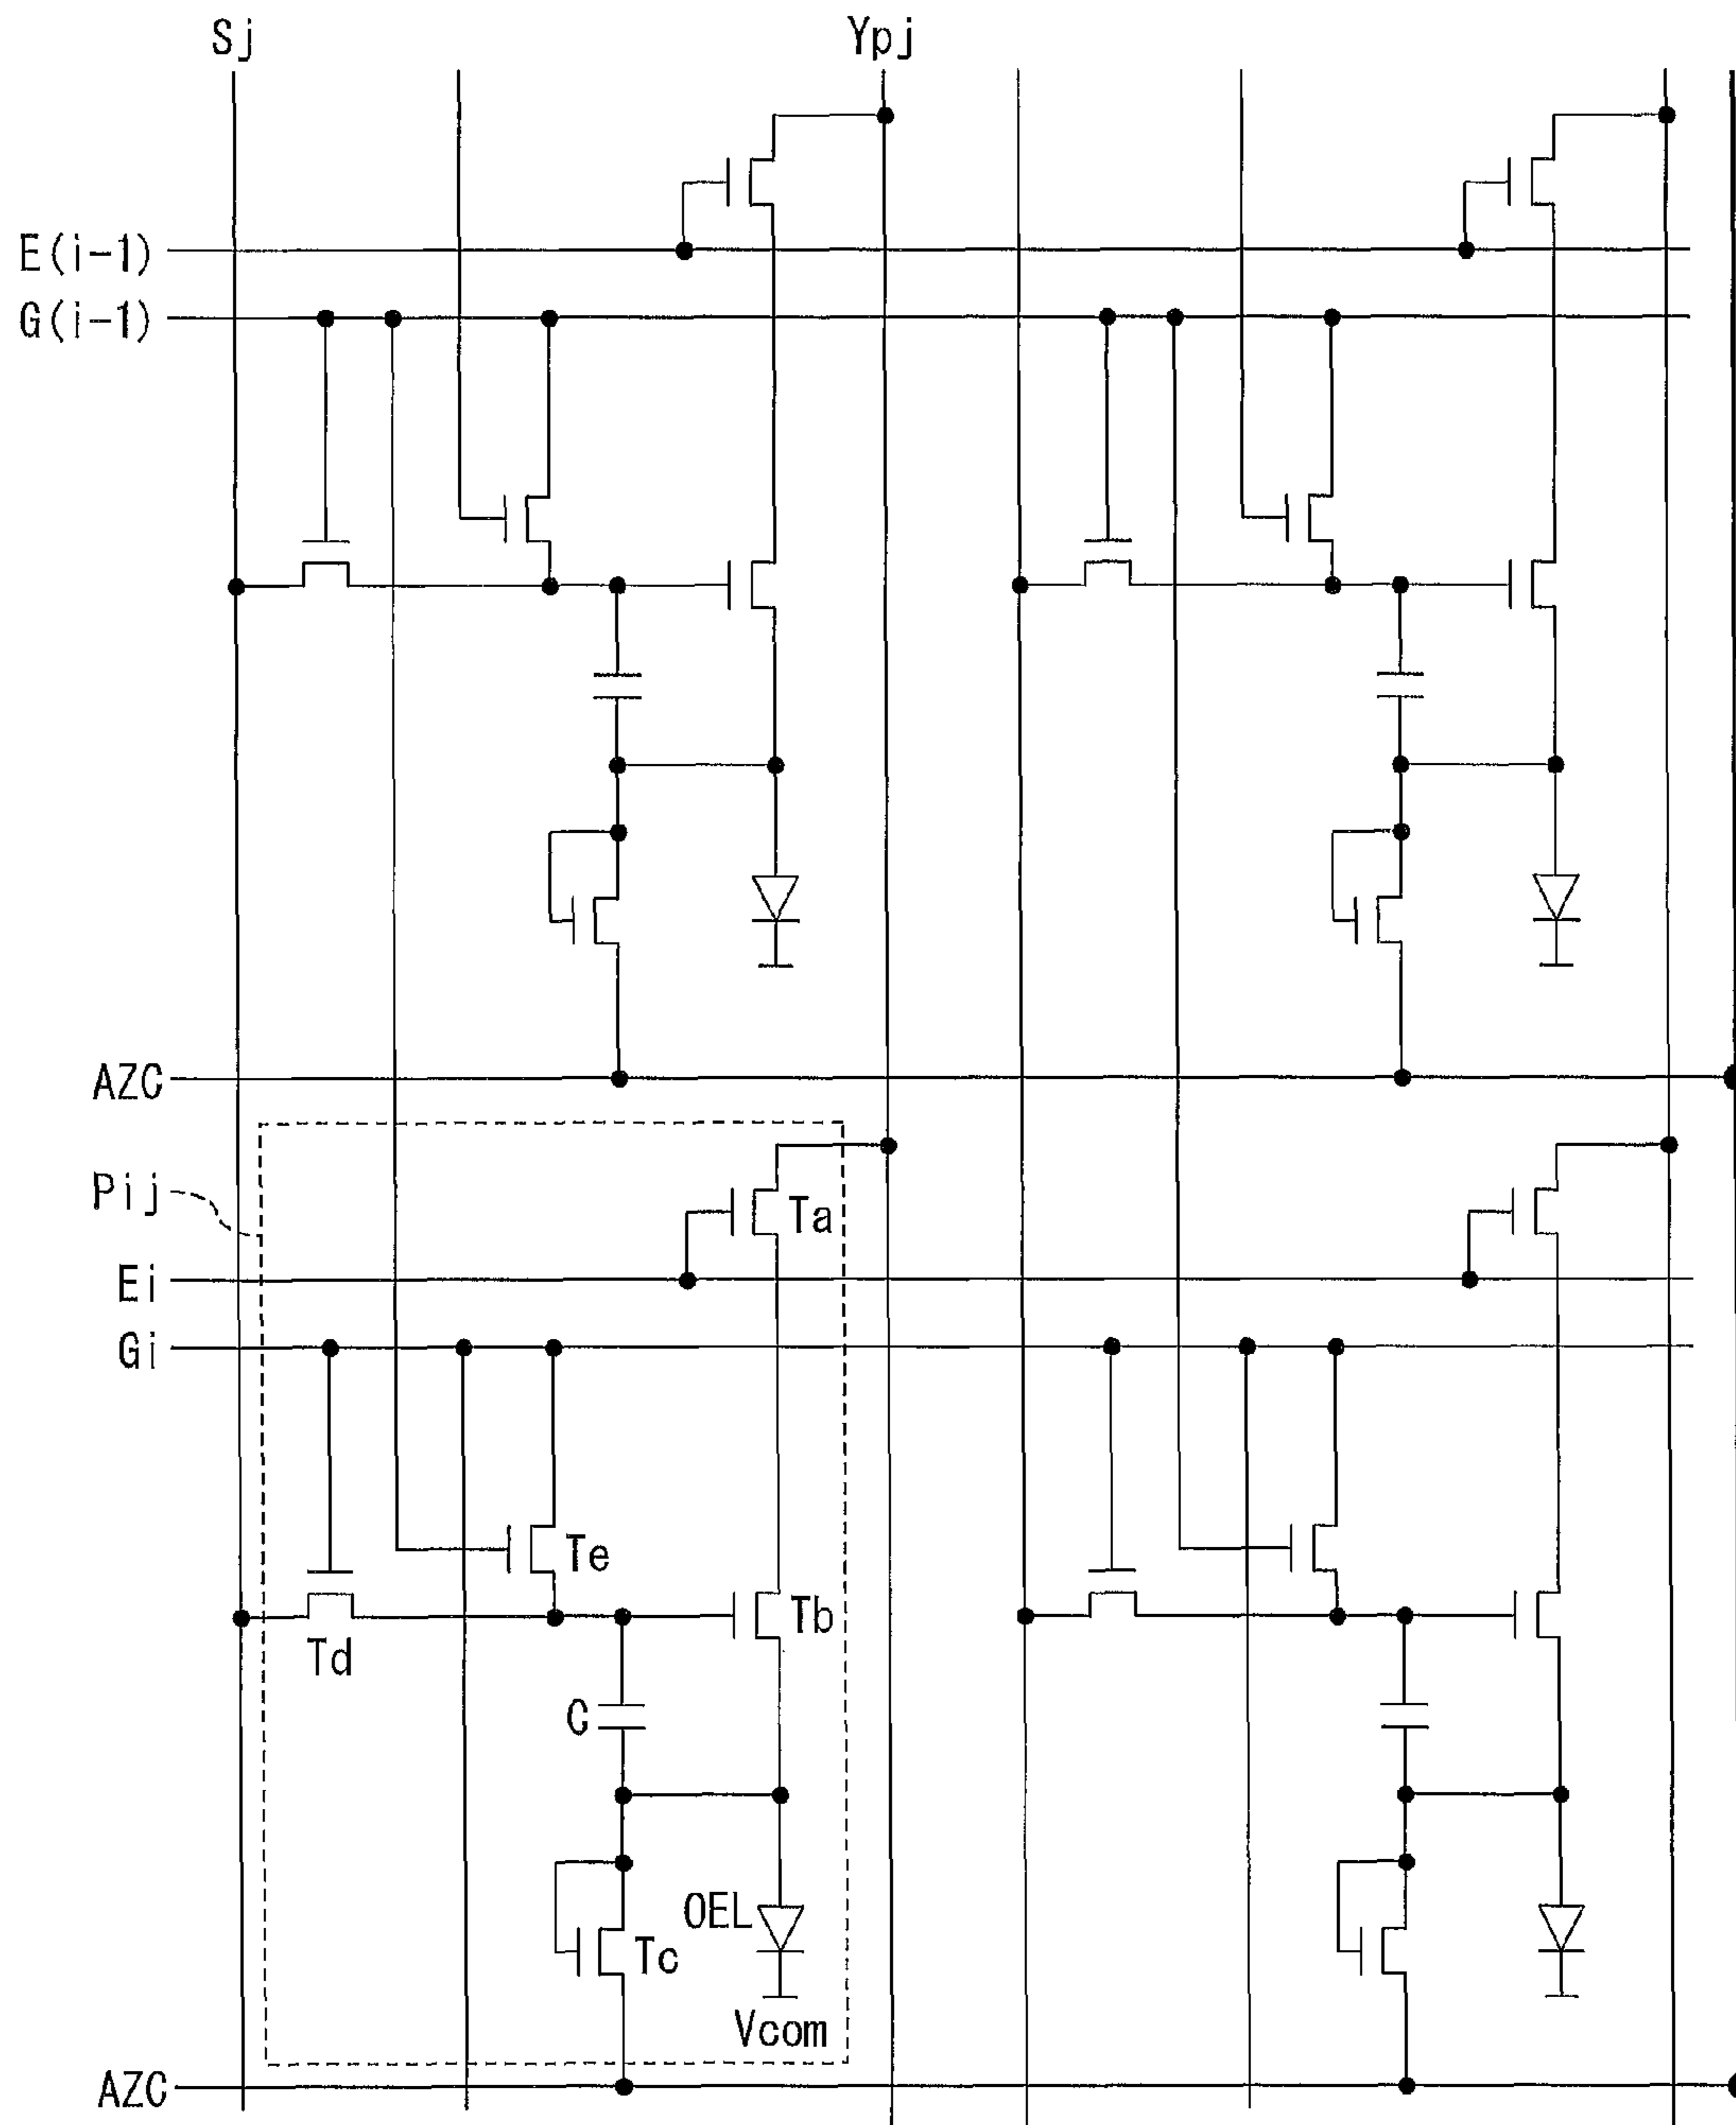 Sj
Ypj
E(i-1)
G(i-1)
AZC
Pij
Ta
Ei
Gi
Te
Tb
Td
C
OEL
Tc
Vcom
AZC